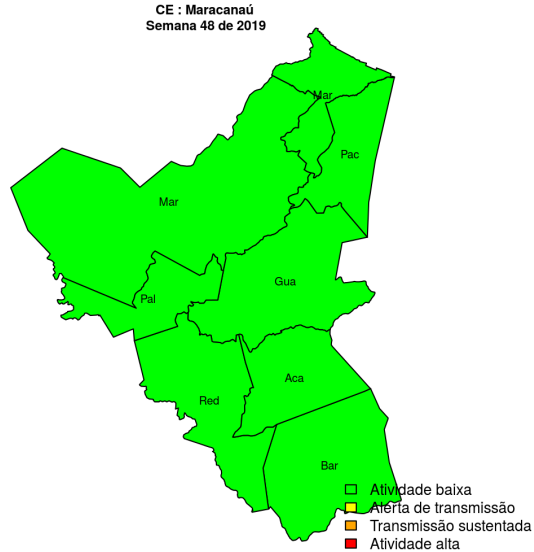 CE : Maracanaú
Semana 48 de 2019
Mar
Pac
Mar
Gua
Pal
Aca
Red
Bar
Atividade baixa
Alerta de transmissão
Transmissão sustentada
Atividade alta